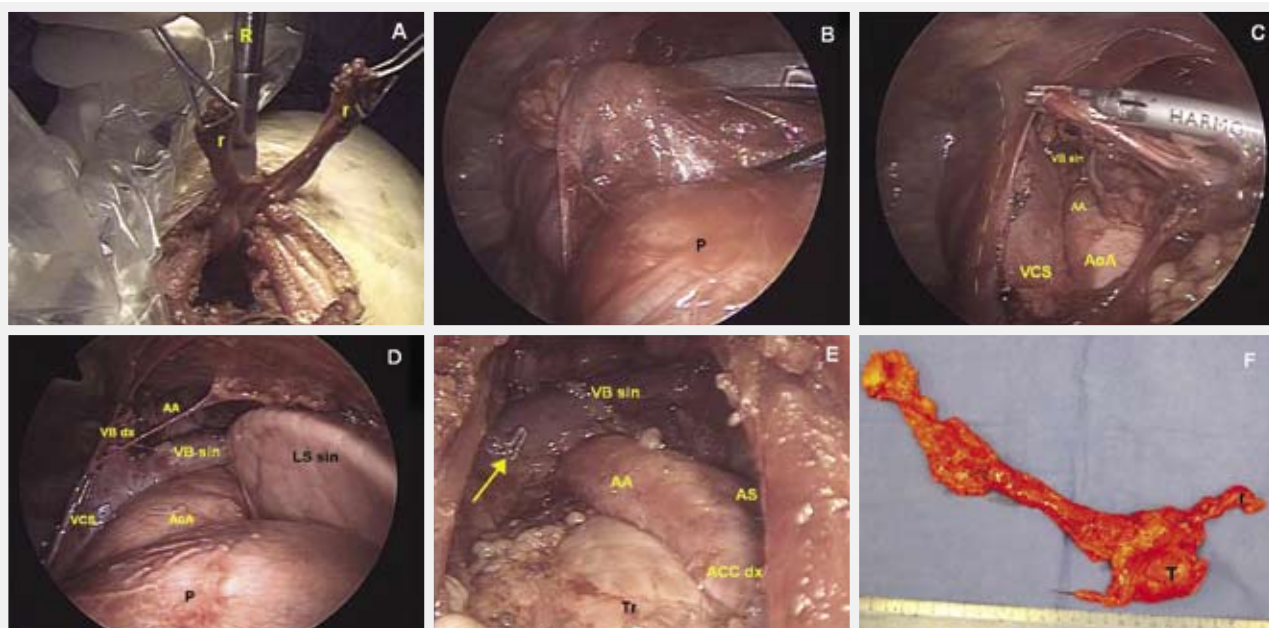 A
R
r
r
B
P
C
HARMO
VB sin
AA
VCS
AoA
D
AA
VB dx
VB sin
LS sin
VCS
AoA
P
E
VB sin
AA
AS
ACC dx
Tr
F
r
r
T